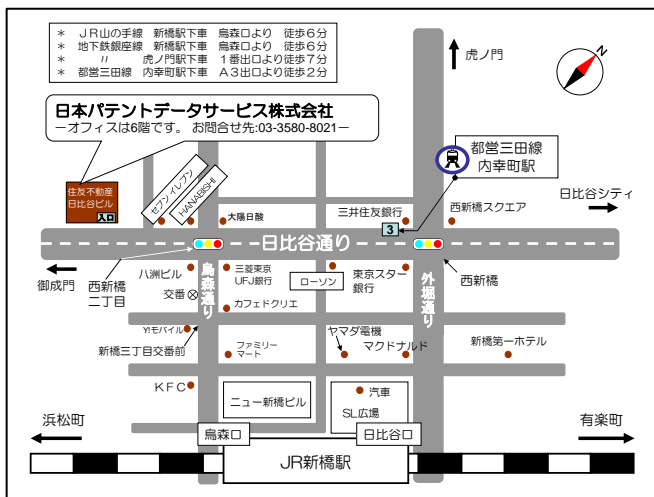 * ＪＲ山の手線 新橋駅下車 烏森口より 徒歩６分
* 地下鉄銀座線 新橋駅下車 烏森口より 徒歩６分
* 〃 虎ノ門駅下車 １番出口より徒歩７分
* 都営三田線 内幸町駅下車 Ａ３出口より徒歩２分
N
虎ノ門
日本パテントデータサービス株式会社
－オフィスは6階です。 お問合せ先:03-3580-8021－
都営三田線
内幸町駅
住友不動産
日比谷ビル
入口
セブンイレブン
HANABISHI
大陽日酸
三井住友銀行
3
西新橋スクエア
日比谷シティ
日比谷通り
御成門
西新橋
二丁目
八洲ビル
交番
烏森通り
三菱東京
UFJ銀行
カフェドクリエ
ローソン
東京スター
銀行
外堀通り
西新橋
Y!モバイル
新橋三丁目交番前
ファミリー
マート
ヤマダ電機
マクドナルド
新橋第一ホテル
ＫＦＣ
ニュー新橋ビル
汽車
SL広場
浜松町
烏森口
日比谷口
有楽町
JR新橋駅